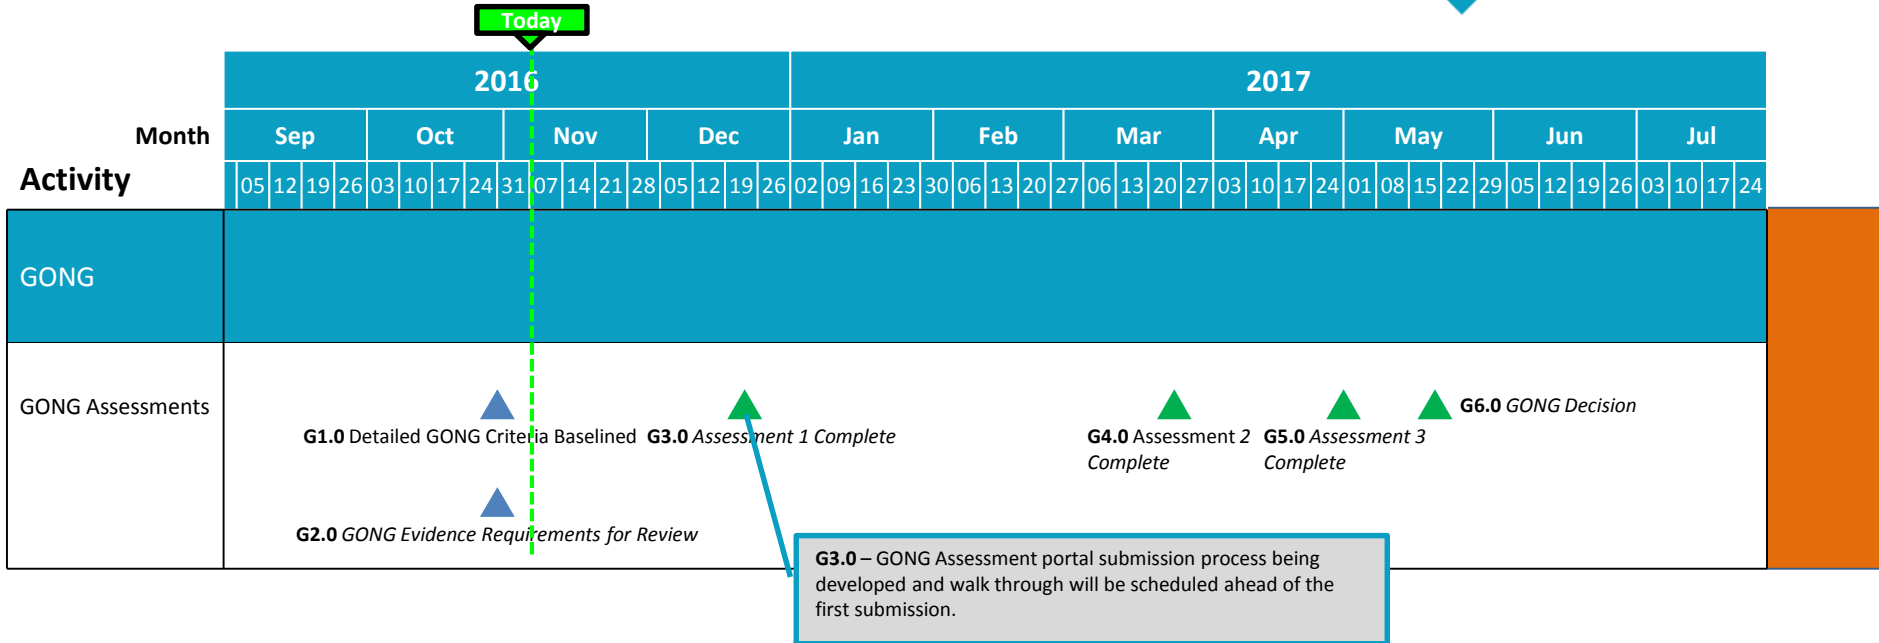 Today
2016 2017
Month Sep Oct Nov Dec Jan Feb Mar Apr May Jun Jul
Activity 05 12 19 26 03 10 17 24 31 07 14 21 28 05 12 19 26 02 09 16 23 30 06 13 20 27 06 13 20 27 03 10 17 24 01 08 15 22 29 05 12 19 26 03 10 17 24
GONG
GONG Assessments
G6.0 GONG Decision
G1.0 Detailed GONG Criteria Baselined
G3.0 Assessment 1 Complete
G4.0 Assessment 2
Complete
G5.0 Assessment 3
Complete
G2.0 GONG Evidence Requirements for Review
G3.0 – GONG Assessment portal submission process being
developed and walk through will be scheduled ahead of the
first submission.